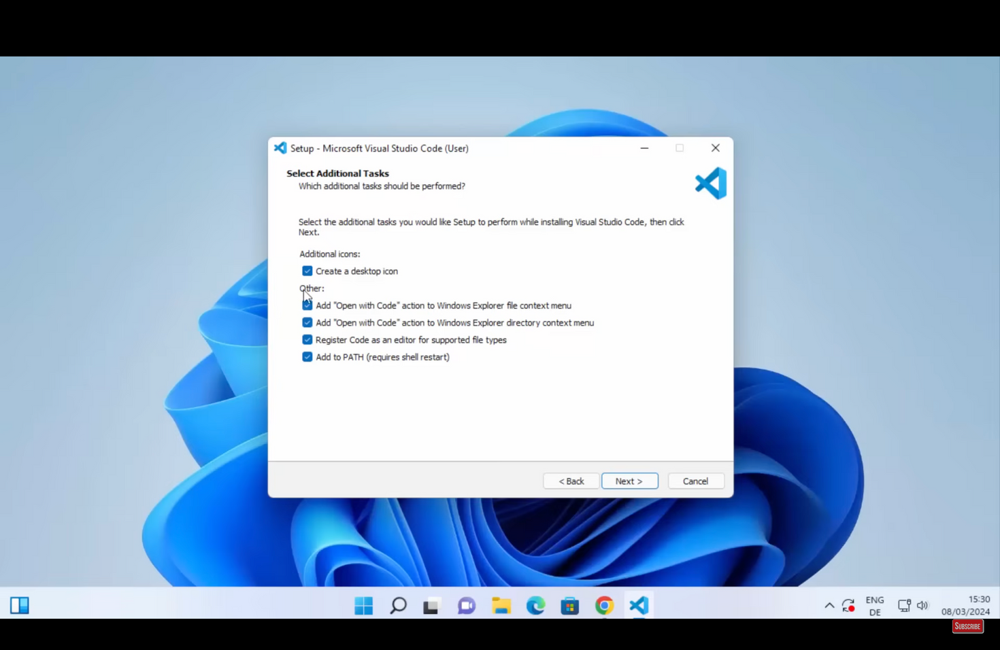 Setup - Microsoft Visual Studio Code (User)
Select Additional Tasks
Which additional tasks should be performed?
Select the additional tasks you would like Setup to perform while installing Visual Studio Code, then click
Next.
Additional icons:
Create a desktop icon
Other:
Add "Open with Code" action to Windows Explorer file context menu
Add "Open with Code" action to Windows Explorer directory context menu
Register Code as an editor for supported file types
Add to PATH (requires shell restart)
< Back
Next >
Cancel
ENG
DE
15:30
08/03/2024
SUBSCRIBE